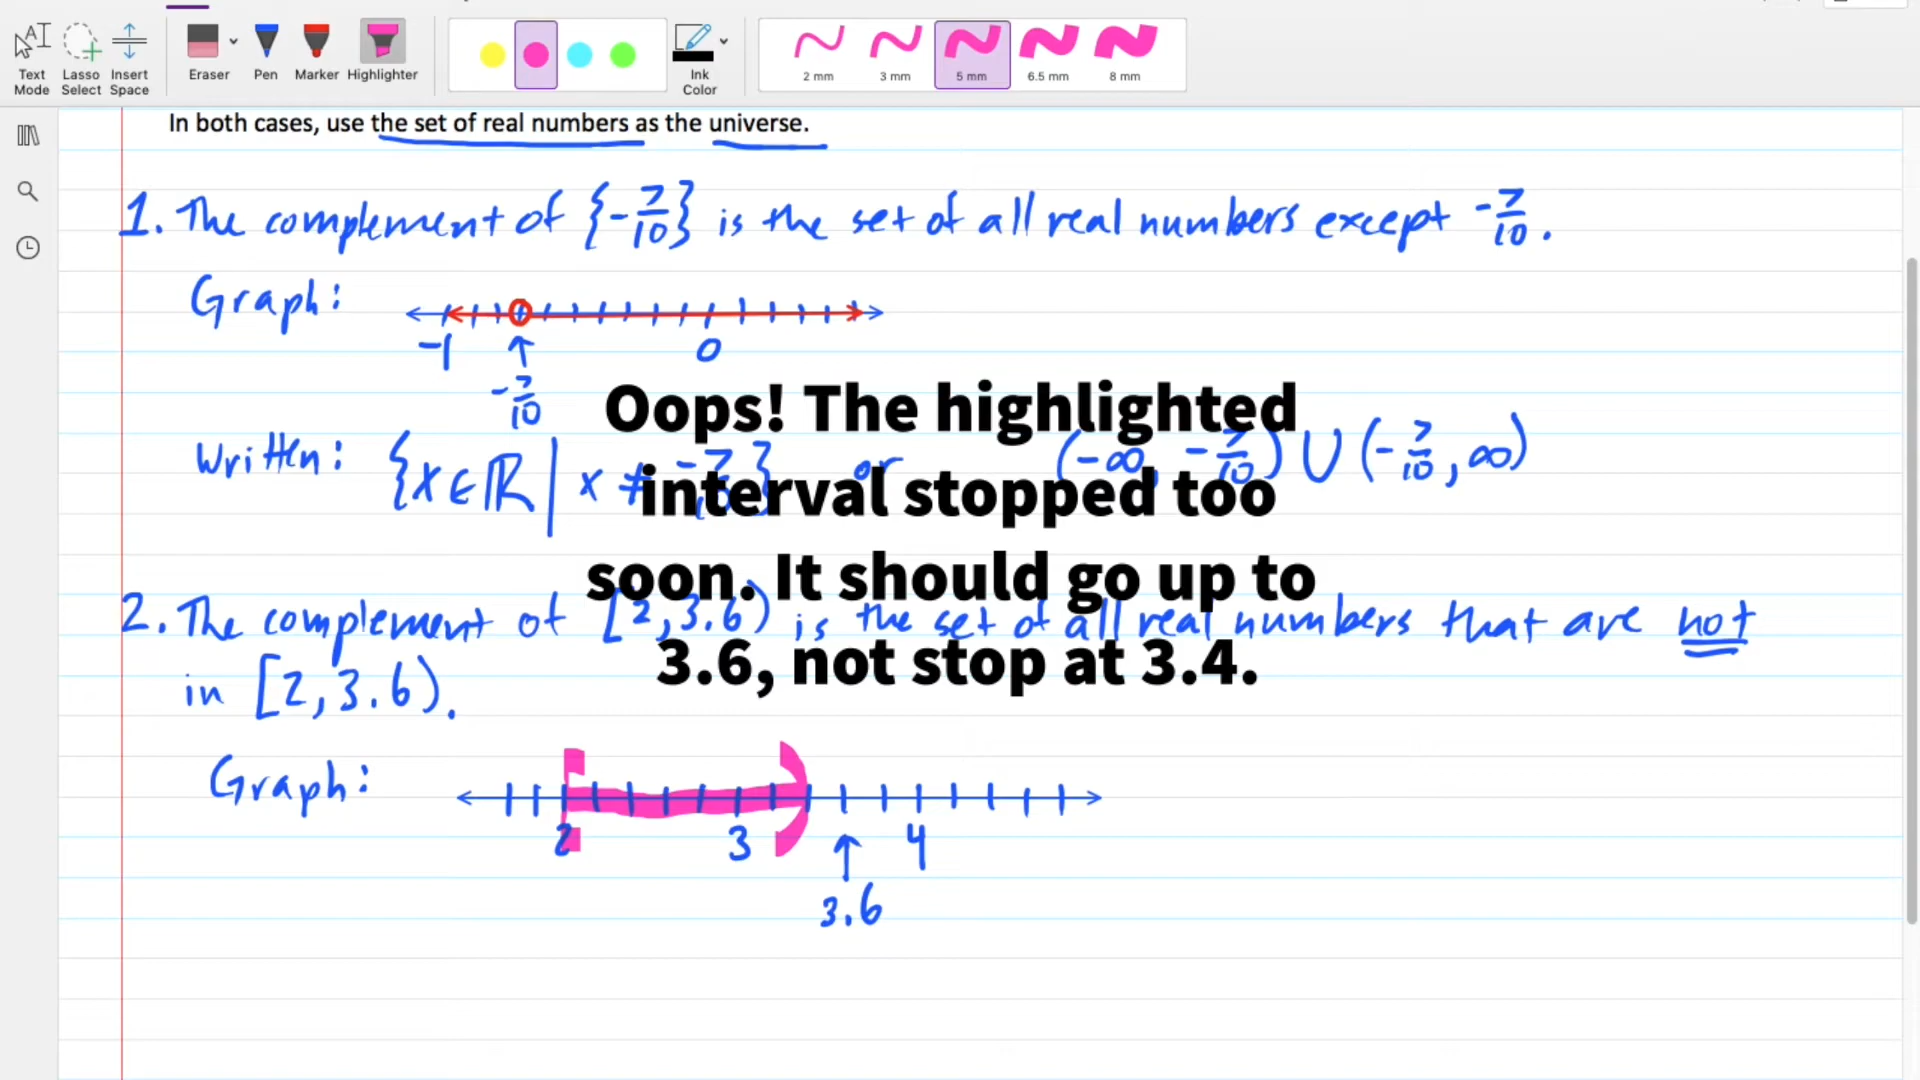 Text Mode
Lasso Select
Insert Space
Eraser
Pen
Marker
Highlighter
Ink Color
2 mm
3 mm
5 mm
6.5 mm
8 mm
In both cases, use the set of real numbers as the universe.
1. The complement of {-7/10} is the set of all real numbers except -7/10.
Graph:
-1 0
-7/10
Written: {x∈ℝ | x ≠ -7/10} or (-∞, -7/10) ∪ (-7/10, ∞)
Oops! The highlighted
interval stopped too
soon. It should go up to
3.6, not stop at 3.4.
2. The complement of [2, 3.6) is the set of all real numbers that are not
in [2, 3.6).
Graph:
2 3 4
3.6